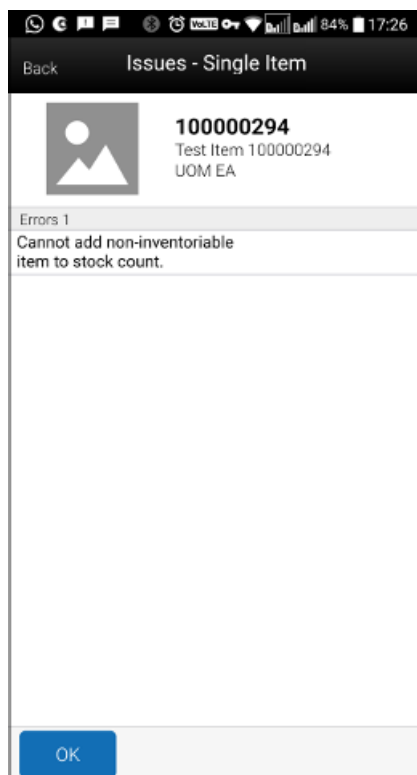 VoLTE 84% 17:26
Back Issues - Single Item
100000294
Test Item 100000294
UOM EA
Errors 1
Cannot add non-inventoriable
item to stock count.
OK